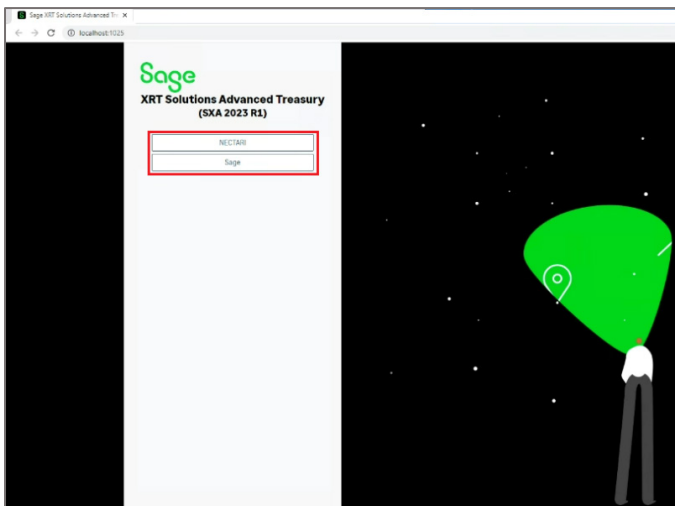 Sage XRT Solutions Advanced Tr
localhost:1025
Sage
XRT Solutions Advanced Treasury
(SXA 2023 R1)
NECTARI
Sage